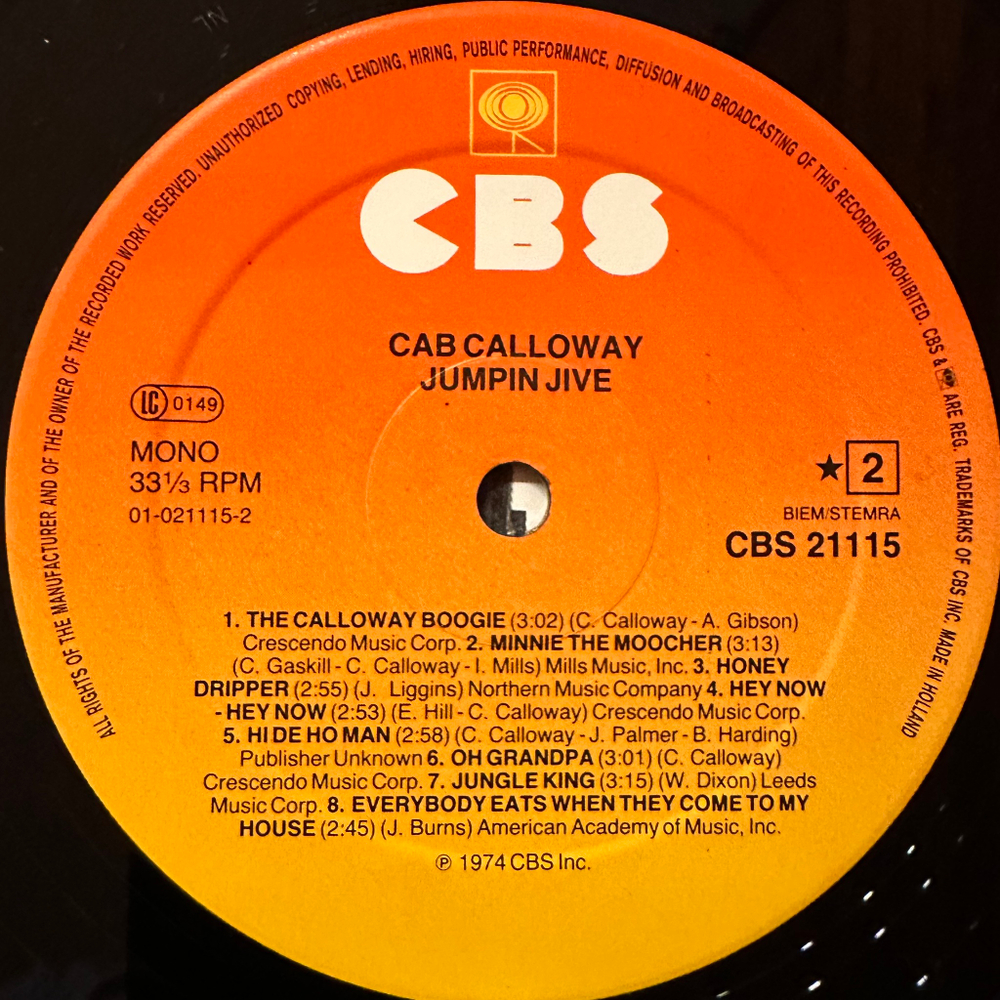 ALL RIGHTS OF THE MANUFACTURER AND OF THE OWNER OF THE RECORDED WORK RESERVED. UNAUTHORIZED COPYING, LENDING, HIRING, PUBLIC PERFORMANCE, DIFFUSION AND BROADCASTING OF THIS RECORDING PROHIBITED. CBS & ARE REG. TRADEMARKS OF CBS INC. MADE IN HOLLAND
CBS
CAB CALLOWAY
JUMPIN JIVE
LC 0149
MONO
33⅓ RPM
01-021115-2
★ 2
BIEM/STEMRA
CBS 21115
1. THE CALLOWAY BOOGIE (3:02) (C. Calloway - A. Gibson)
Crescendo Music Corp. 2. MINNIE THE MOOCHER (3:13)
(C. Gaskill - C. Calloway - I. Mills) Mills Music, Inc. 3. HONEY
DRIPPER (2:55) (J. Liggins) Northern Music Company 4. HEY NOW
- HEY NOW (2:53) (E. Hill - C. Calloway) Crescendo Music Corp.
5. HI DE HO MAN (2:58) (C. Calloway - J. Palmer - B. Harding)
Publisher Unknown 6. OH GRANDPA (3:01) (C. Calloway)
Crescendo Music Corp. 7. JUNGLE KING (3:15) (W. Dixon) Leeds
Music Corp. 8. EVERYBODY EATS WHEN THEY COME TO MY
HOUSE (2:45) (J. Burns) American Academy of Music, Inc.
℗ 1974 CBS Inc.